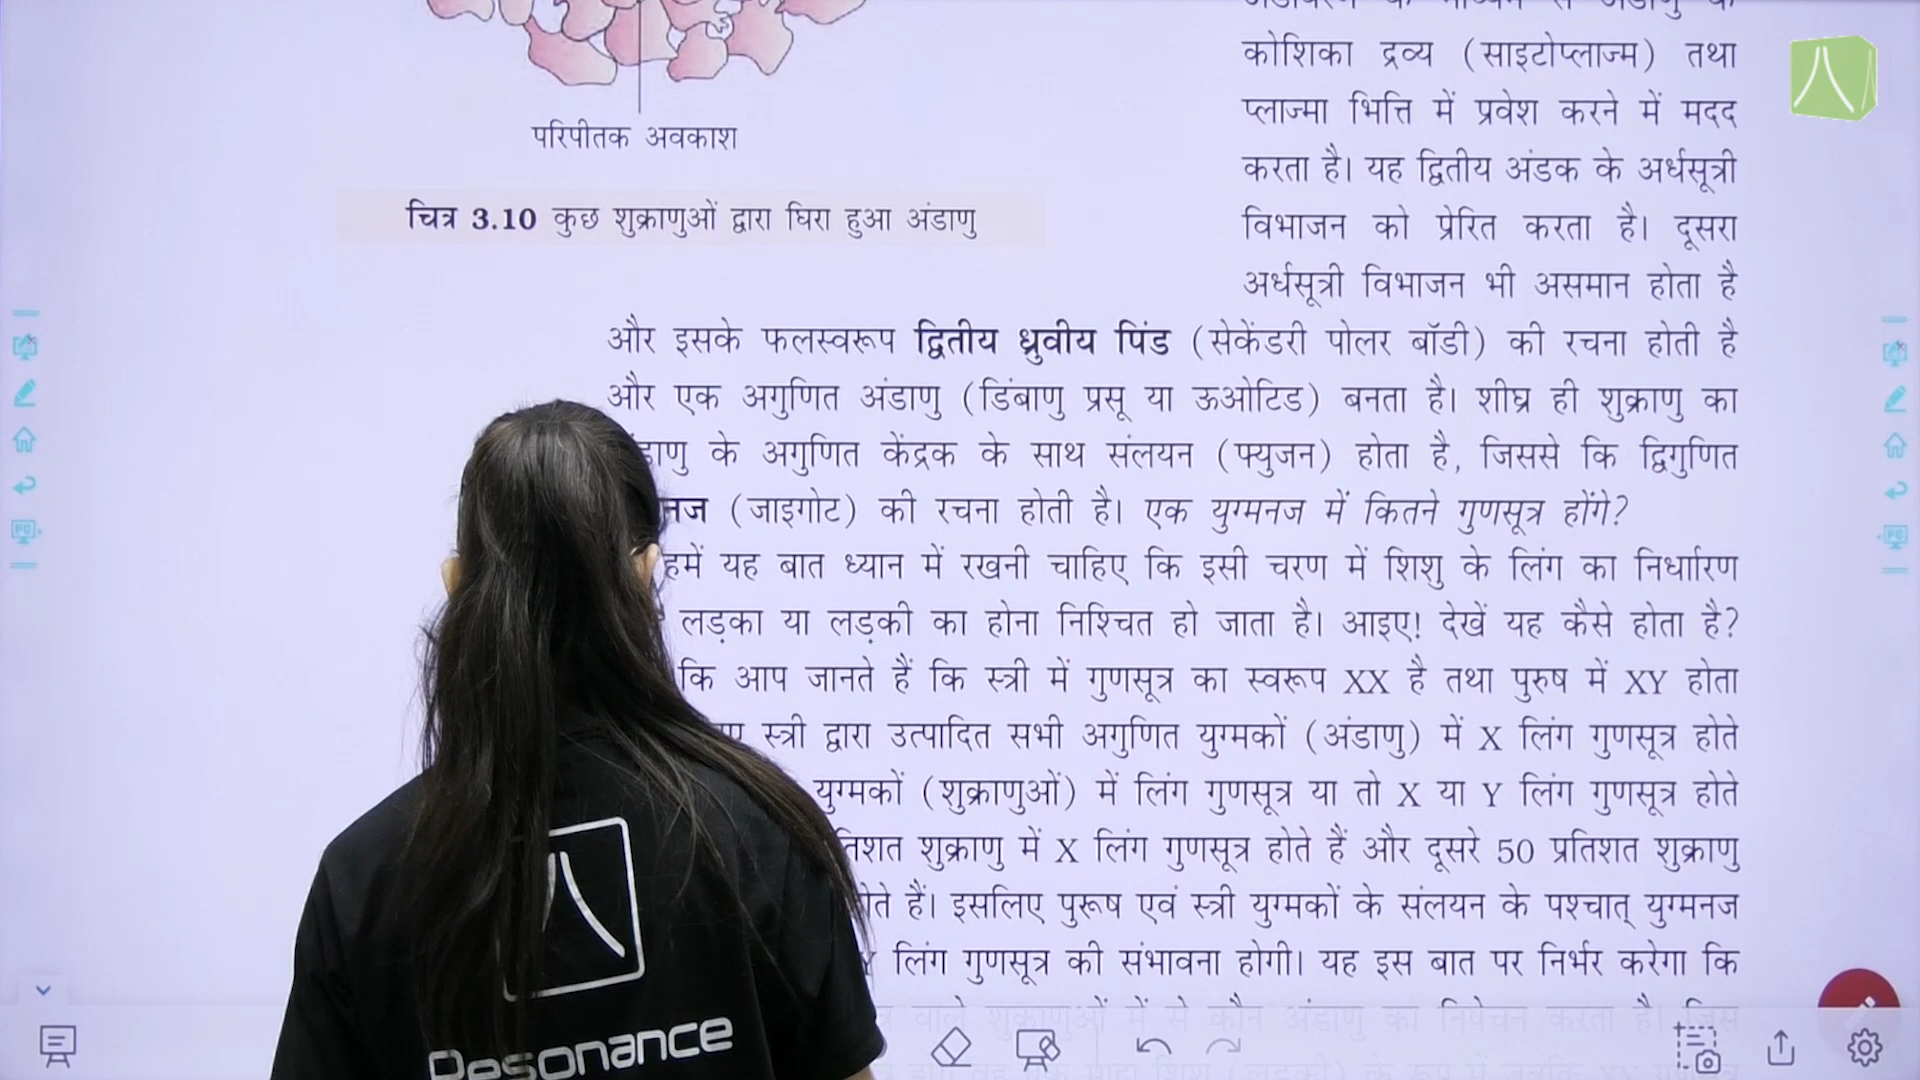 कोशिका द्रव्य (साइटोप्लाज्म) तथा
प्लाज्मा भित्ति में प्रवेश करने में मदद
करता है। यह द्वितीय अंडक के अर्धसूत्री
विभाजन को प्रेरित करता है। दूसरा
अर्धसूत्री विभाजन भी असमान होता है
परिपीतक अवकाश
चित्र 3.10 कुछ शुक्राणुओं द्वारा घिरा हुआ अंडाणु
और इसके फलस्वरूप द्वितीय ध्रुवीय पिंड (सेकेंडरी पोलर बॉडी) की रचना होती है
और एक अगुणित अंडाणु (डिंबाणु प्रसू या ऊओटिड) बनता है। शीघ्र ही शुक्राणु का
के अगुणित केंद्रक के साथ संलयन (फ्युजन) होता है, जिससे कि द्विगुणित
(जाइगोट) की रचना होती है। एक युग्मनज में कितने गुणसूत्र होंगे?
हमें यह बात ध्यान में रखनी चाहिए कि इसी चरण में शिशु के लिंग का निर्धारण
लड़का या लड़की का होना निश्चित हो जाता है। आइए! देखें यह कैसे होता है?
कि आप जानते हैं कि स्त्री में गुणसूत्र का स्वरूप XX है तथा पुरुष में XY होता
स्त्री द्वारा उत्पादित सभी अगुणित युग्मकों (अंडाणु) में X लिंग गुणसूत्र होते
युग्मकों (शुक्राणुओं) में लिंग गुणसूत्र या तो X या Y लिंग गुणसूत्र होते
शुक्राणु में X लिंग गुणसूत्र होते हैं और दूसरे 50 प्रतिशत शुक्राणु
हैं। इसलिए पुरूष एवं स्त्री युग्मकों के संलयन के पश्चात् युग्मनज
लिंग गुणसूत्र की संभावना होगी। यह इस बात पर निर्भर करेगा कि
वाले शुक्राणुओं में से कौन अंडाणु का निषेचन करता है। जिस
Resonance